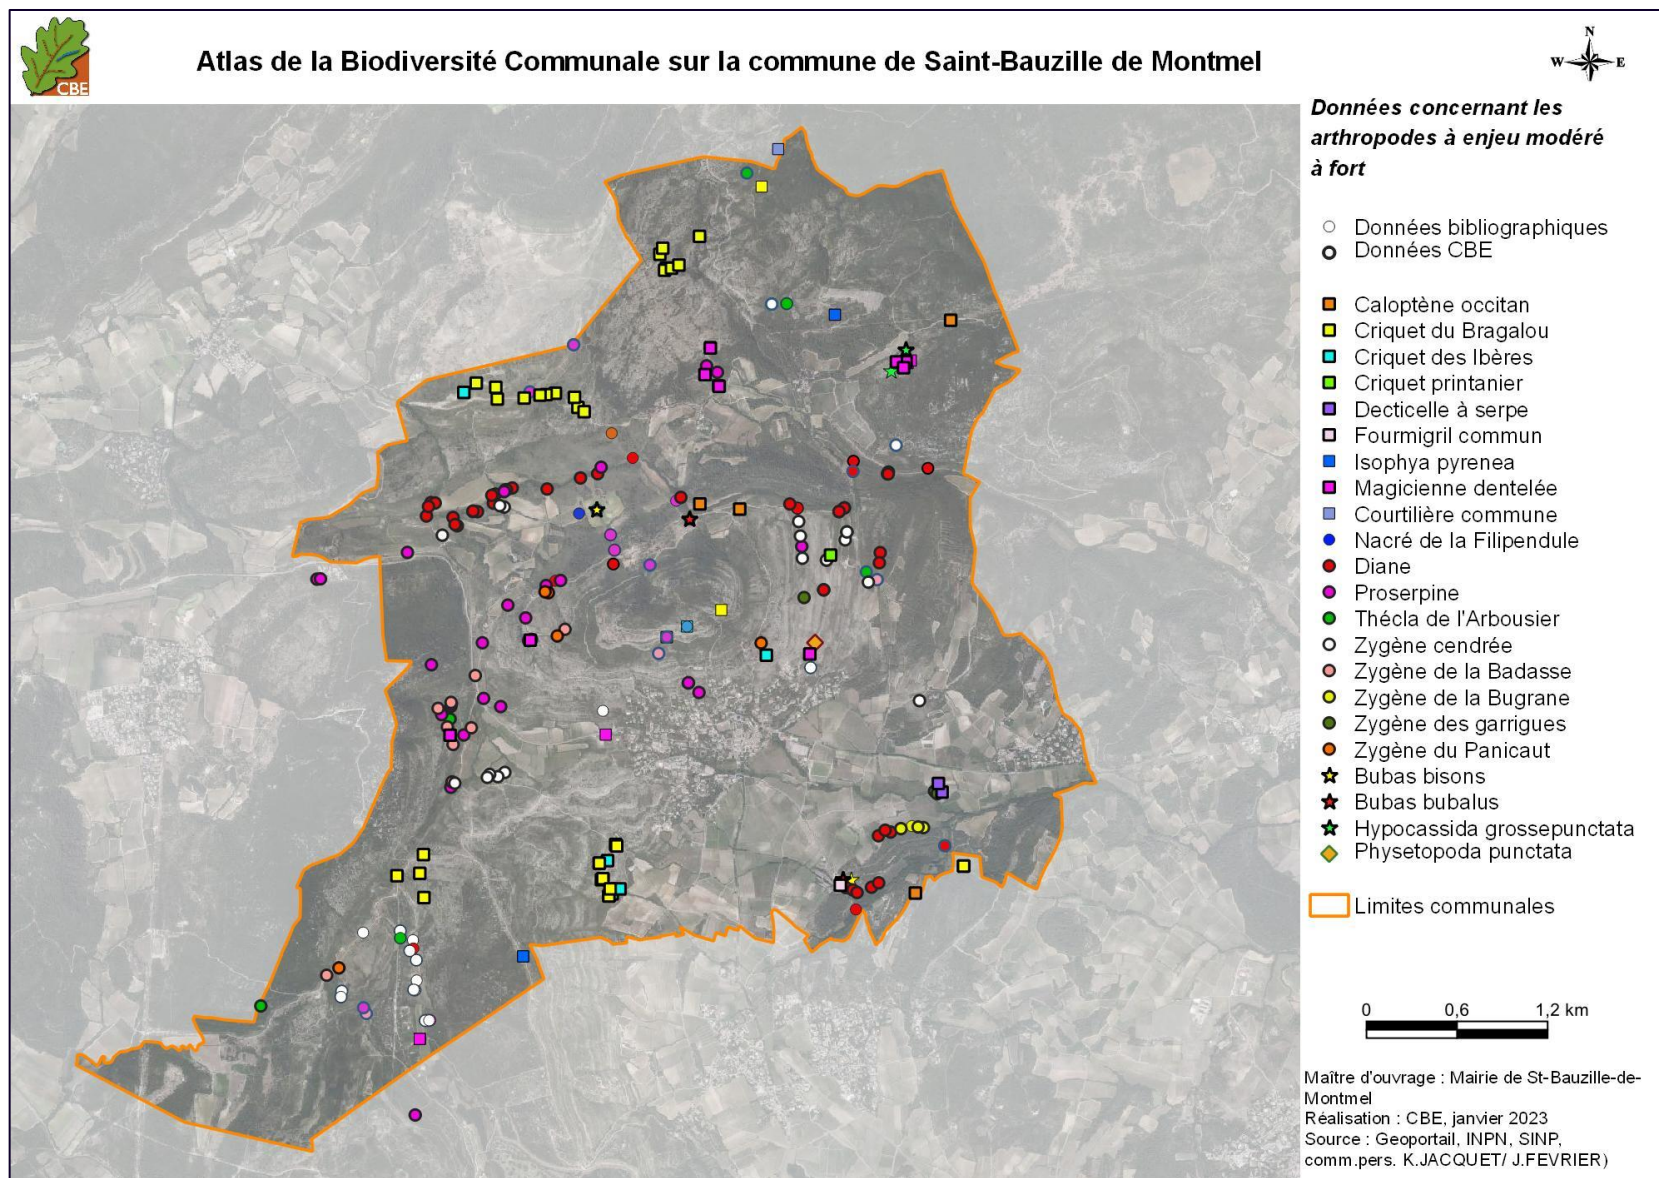 CBE
Atlas de la Biodiversité Communale sur la commune de Saint-Bauzille de Montmel
N
W
E
S
Données concernant les
arthropodes à enjeu modéré
à fort
Données bibliographiques
Données CBE
Caloptène occitan
Criquet du Bragalou
Criquet des Ibères
Criquet printanier
Decticelle à serpe
Fourmigril commun
Isophya pyrenea
Magicienne dentelée
Courtilière commune
Nacré de la Filipendule
Diane
Proserpine
Thécla de l'Arbousier
Zygène cendrée
Zygène de la Badasse
Zygène de la Bugrane
Zygène des garrigues
Zygène du Panicaut
Bubas bisons
Bubas bubalus
Hypocassida grossepunctata
Physetopoda punctata
Limites communales
0 0,6 1,2 km
Maître d'ouvrage : Mairie de St-Bauzille-de-
Montmel
Réalisation : CBE, janvier 2023
Source : Geoportail, INPN, SINP,
comm.pers. K.JACQUET/ J.FEVRIER)